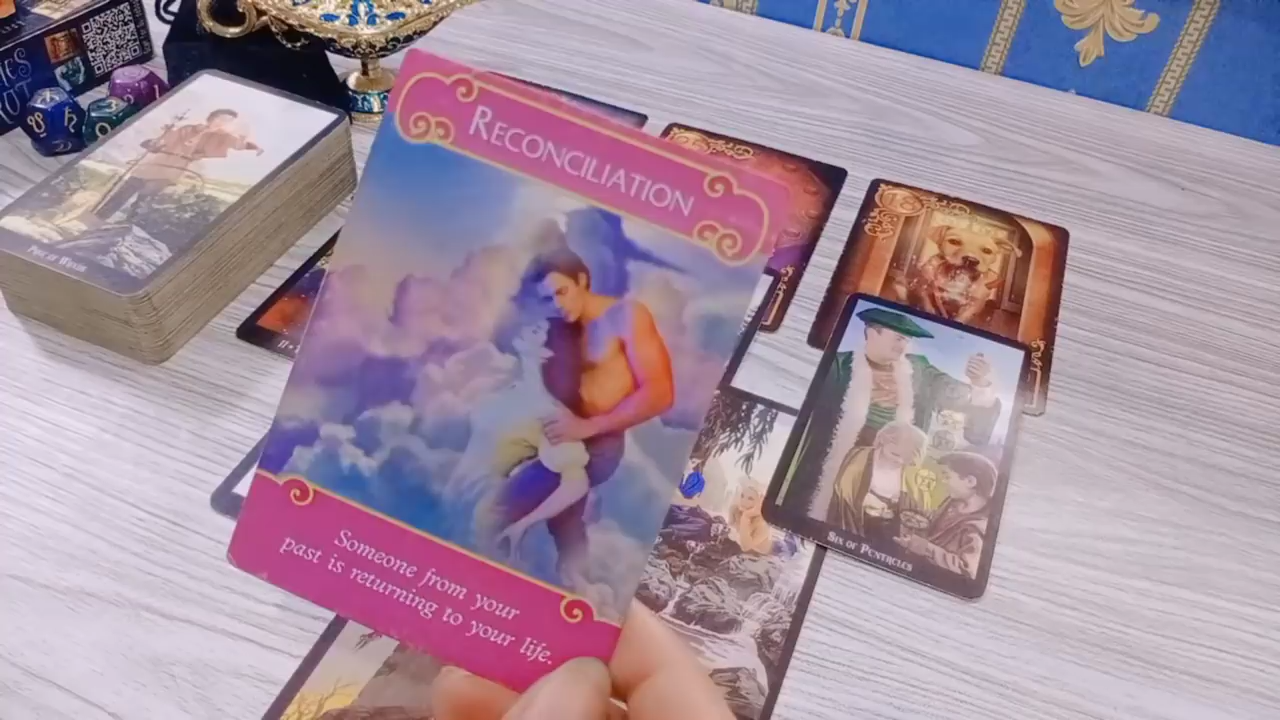 RECONCILIATION
Someone from your
past is returning to your life.
SIX OF PENTACLES